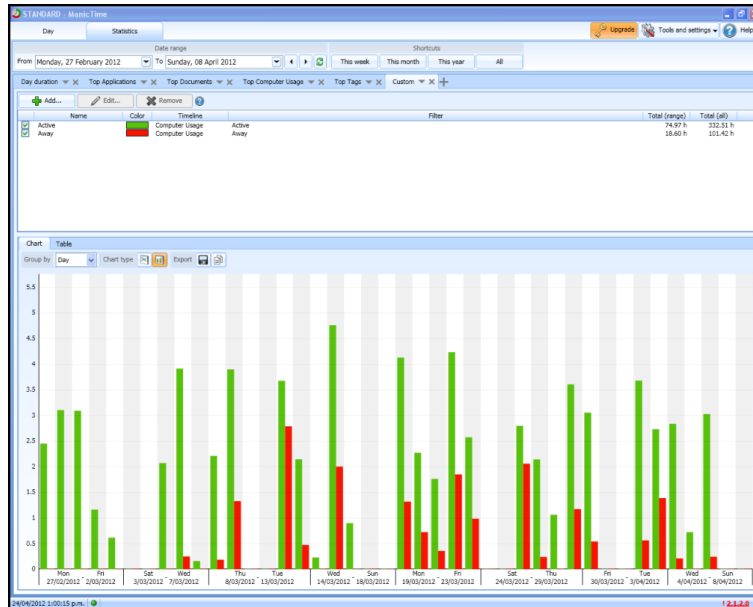 STANDARD - ManicTime
Day Statistics Upgrade Tools and settings Help
Date range Shortcuts
From Monday, 27 February 2012 To Sunday, 08 April 2012 This week This month This year All
Day duration Top Applications Top Documents Top Computer Usage Top Tags Custom
Add... Edit... Remove
Name Color Timeline Filter Total (range) Total (all)
Active Computer Usage Active 74.97 h 332.51 h
Away Computer Usage Away 18.60 h 101.42 h
Chart Table
Group by Day Chart type Export
5.5
5
4.5
4
3.5
3
2.5
2
1.5
1
0.5
0
Mon Fri Sat Wed Thu Tue Wed Sun Mon Fri Sat Thu Fri Tue Wed Sun
27/02/2012 - 2/03/2012 3/03/2012 - 7/03/2012 8/03/2012 - 13/03/2012 14/03/2012 - 18/03/2012 19/03/2012 - 23/03/2012 24/03/2012 - 29/03/2012 30/03/2012 - 3/04/2012 4/04/2012 - 8/04/2012
24/04/2012 1:00:15 p.m. ! 2.1.2.0